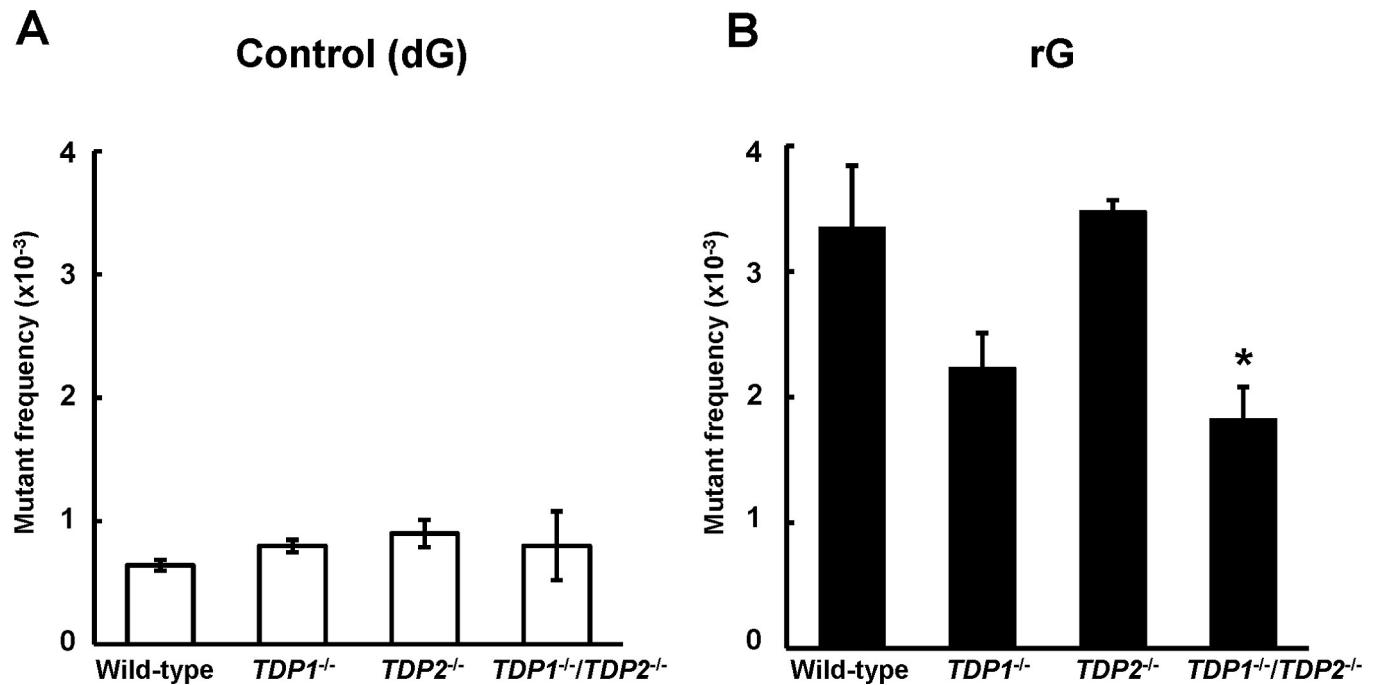 A
Control (dG)
Mutant frequency (x10⁻³)
4
3
2
1
0
Wild-type TDP1⁻/⁻ TDP2⁻/⁻ TDP1⁻/⁻/TDP2⁻/⁻
B
rG
Mutant frequency (x10⁻³)
4
3
2
1
0
*
Wild-type TDP1⁻/⁻ TDP2⁻/⁻ TDP1⁻/⁻/TDP2⁻/⁻